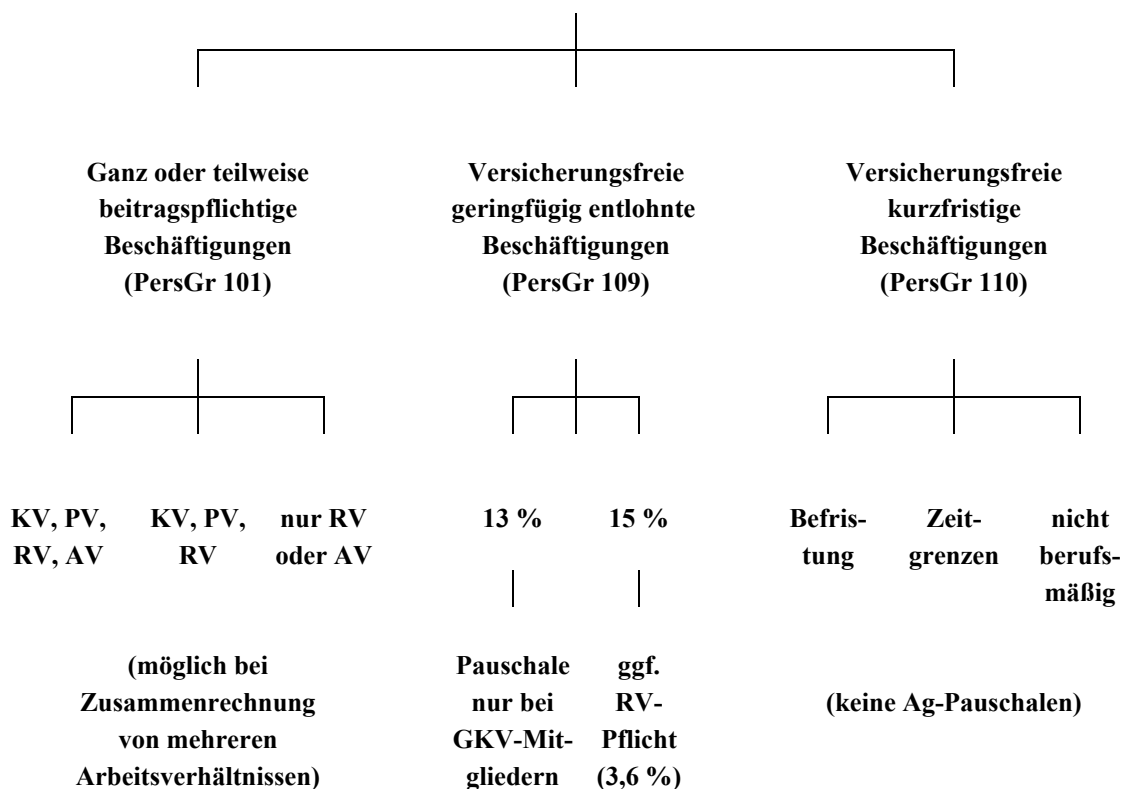 Ganz oder teilweise
beitragspflichtige
Beschäftigungen
(PersGr 101)
Versicherungsfreie
geringfügig entlohnte
Beschäftigungen
(PersGr 109)
Versicherungsfreie
kurzfristige
Beschäftigungen
(PersGr 110)
KV, PV,
RV, AV
KV, PV,
RV
nur RV
oder AV
13 %
15 %
Befris-
tung
Zeit-
grenzen
nicht
berufs-
mäßig
(möglich bei
Zusammenrechnung
von mehreren
Arbeitsverhältnissen)
Pauschale
nur bei
GKV-Mit-
gliedern
ggf.
RV-
Pflicht
(3,6 %)
(keine Ag-Pauschalen)